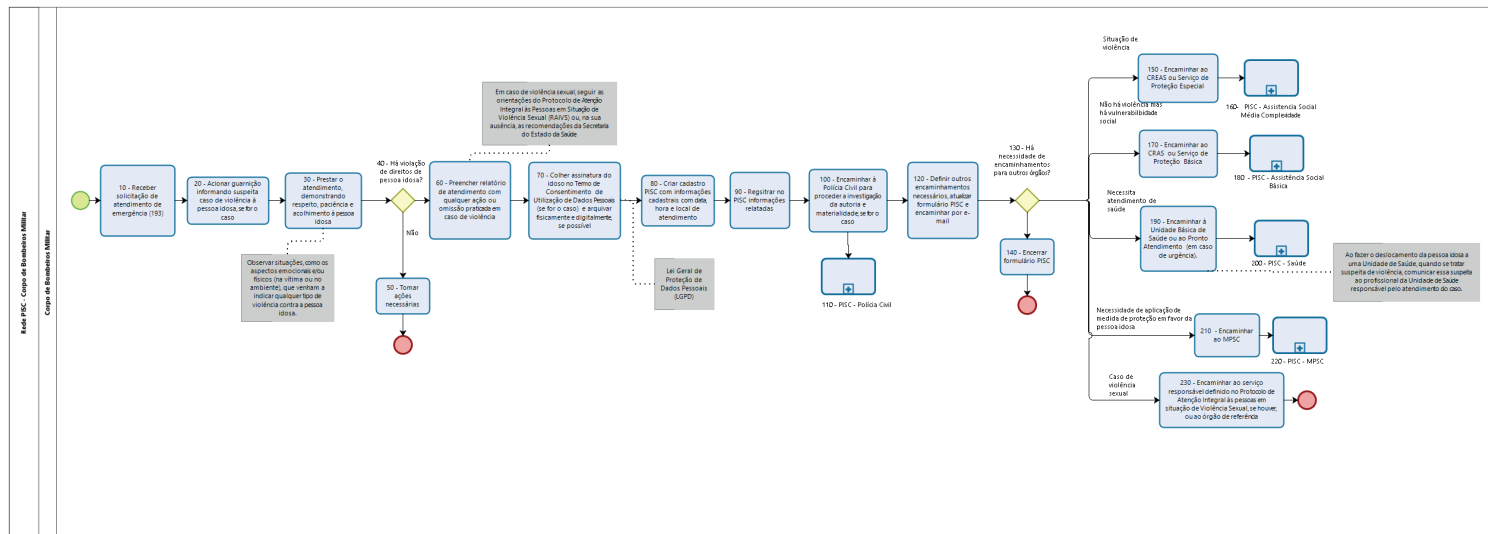 Rede PISC - Corpo de Bombeiros Militar
Corpo de Bombeiros Militar
10 - Receber
solicitação de
atendimento de
emergência (193)
20 - Acionar guarnição
informando suspeita
caso de violência à
pessoa idosa, se for o
caso
30 - Prestar o
atendimento,
demonstrando
respeito, paciência e
acolhimento à pessoa
idosa
Observar situações, como os
aspectos emocionais e/ou
físicos (na vítima ou no
ambiente), que venham a
indicar qualquer tipo de
violência contra a pessoa
idosa.
40 - Há violação
de direitos de
pessoa idosa?
Não
50 - Tomar
ações
necessárias
Em caso de violência sexual, seguir as
orientações do Protocolo de Atenção
Integral às Pessoas em Situação de
Violência Sexual (RAIVS) ou, na sua
ausência, as recomendações da Secretaria
do Estado da Saúde
60 - Preencher relatório
de atendimento com
qualquer ação ou
omissão praticada em
caso de violência
70 - Colher assinatura do
idoso no Termo de
Consentimento de
Utilização de Dados Pessoais
(se for o caso) e arquivar
fisicamente e digitalmente,
se possível
Lei Geral de
Proteção de
Dados Pessoais
(LGPD)
80 - Criar cadastro
PISC com informações
cadastrais com data,
hora e local de
atendimento
90 - Regsitrar no
PISC informações
relatadas
100 - Encaminhar à
Polícia Civil para
proceder a investigação
da autoria e
materialidade, se for o
caso
110 - PISC - Polícia Civil
120 - Definir outros
encaminhamentos
necessários, atualizar
formulário PISC e
encaminhar por e-
mail
130 - Há
necessidade de
encaminhamentos
para outros órgãos?
140 - Encerrar
formulário PISC
Situação de
violência
150 - Encaminhar ao
CREAS ou Serviço de
Proteção Especial
160- PISC - Assistencia Social
Média Complexidade
Não há violência mas
há vulnerabilbidade
social
170 - Encaminhar ao
CRAS ou Serviço de
Proteção Básica
180 - PISC - Assistência Social
Básica
Necessita
atendimento de
saúde
190 - Encaminhar à
Unidade Básica de
Saúde ou ao Pronto
Atendimento (em caso
de urgência).
200 - PISC - Saúde
Ao fazer o deslocamento da pessoa idosa a
uma Unidade de Saúde, quando se tratar
suspeita de violência, comunicar essa suspeita
ao profissional da Unidade de Saúde
responsável pelo atendimento do caso.
Necessidade de aplicação de
medida de proteção em favor da
pessoa idosa
210 - Encaminhar
ao MPSC
220 - PISC - MPSC
Caso de
violência
sexual
230 - Encaminhar ao serviço
responsável definido no Protocolo de
Atenção Integral às pessoas em
situação de Violência Sexual, se houver,
ou ao órgão de referência